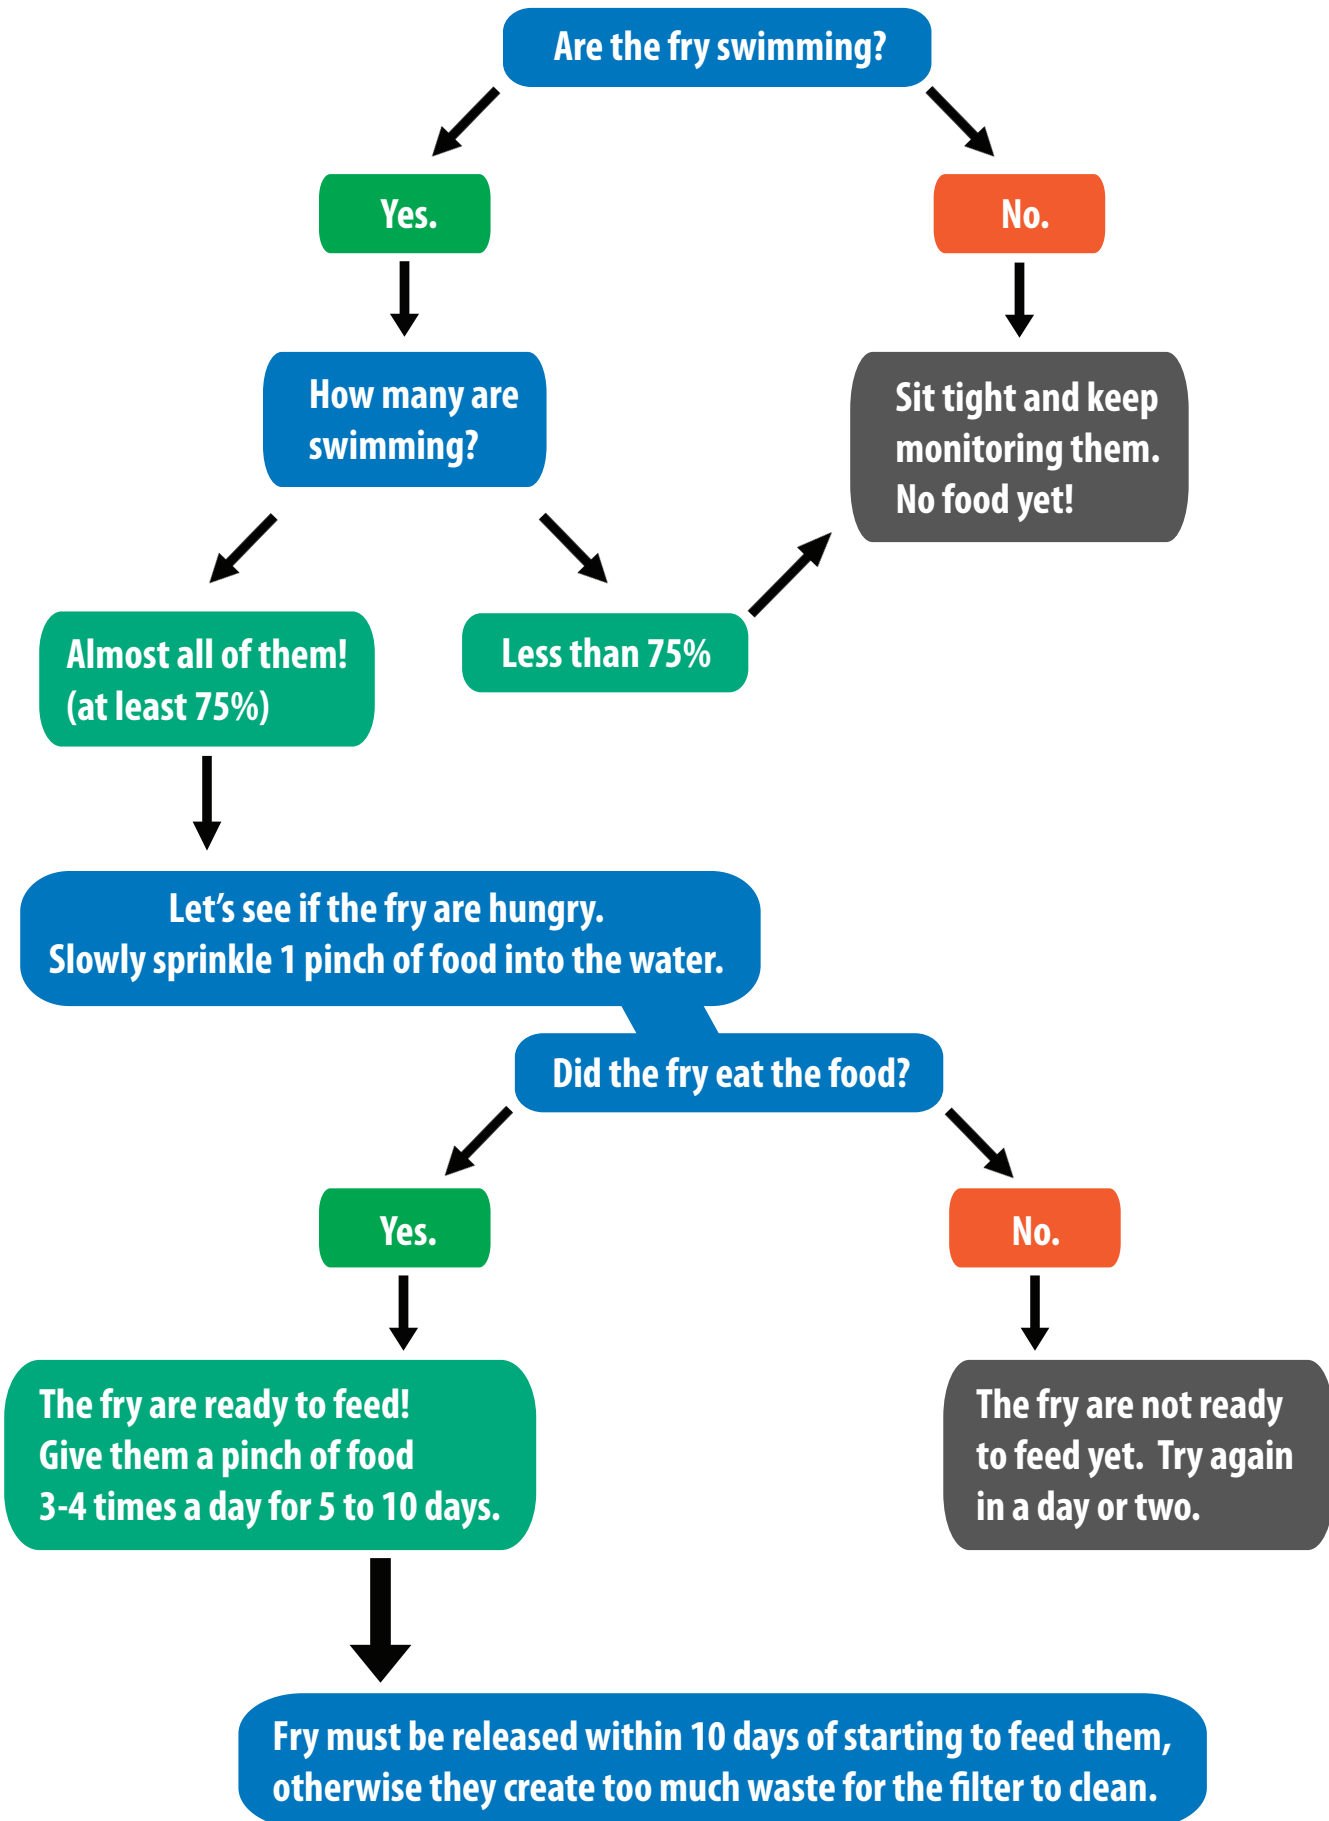 Are the fry swimming?
Yes.
No.
How many are
swimming?
Sit tight and keep
monitoring them.
No food yet!
Almost all of them!
(at least 75%)
Less than 75%
Let's see if the fry are hungry.
Slowly sprinkle 1 pinch of food into the water.
Did the fry eat the food?
Yes.
No.
The fry are ready to feed!
Give them a pinch of food
3-4 times a day for 5 to 10 days.
The fry are not ready
to feed yet.  Try again
in a day or two.
Fry must be released within 10 days of starting to feed them,
otherwise they create too much waste for the filter to clean.